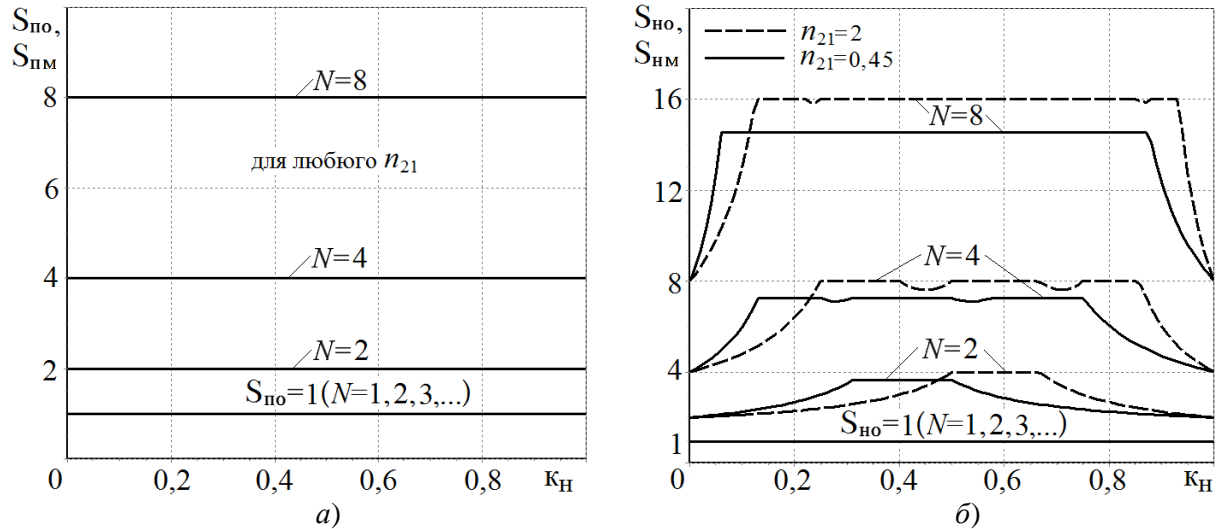 Sпо,
Sпм
N=8
8
для любого n₂₁
6
N=4
4
N=2
2
Sпо=1(N=1,2,3,...)
0
0,2
0,4
0,6
0,8
кн
а)
Sно,
Sнм
n₂₁=2
n₂₁=0,45
16
N=8
12
8
N=4
N=2
4
Sно=1(N=1,2,3,...)
1
0
0,2
0,4
0,6
0,8
кн
б)